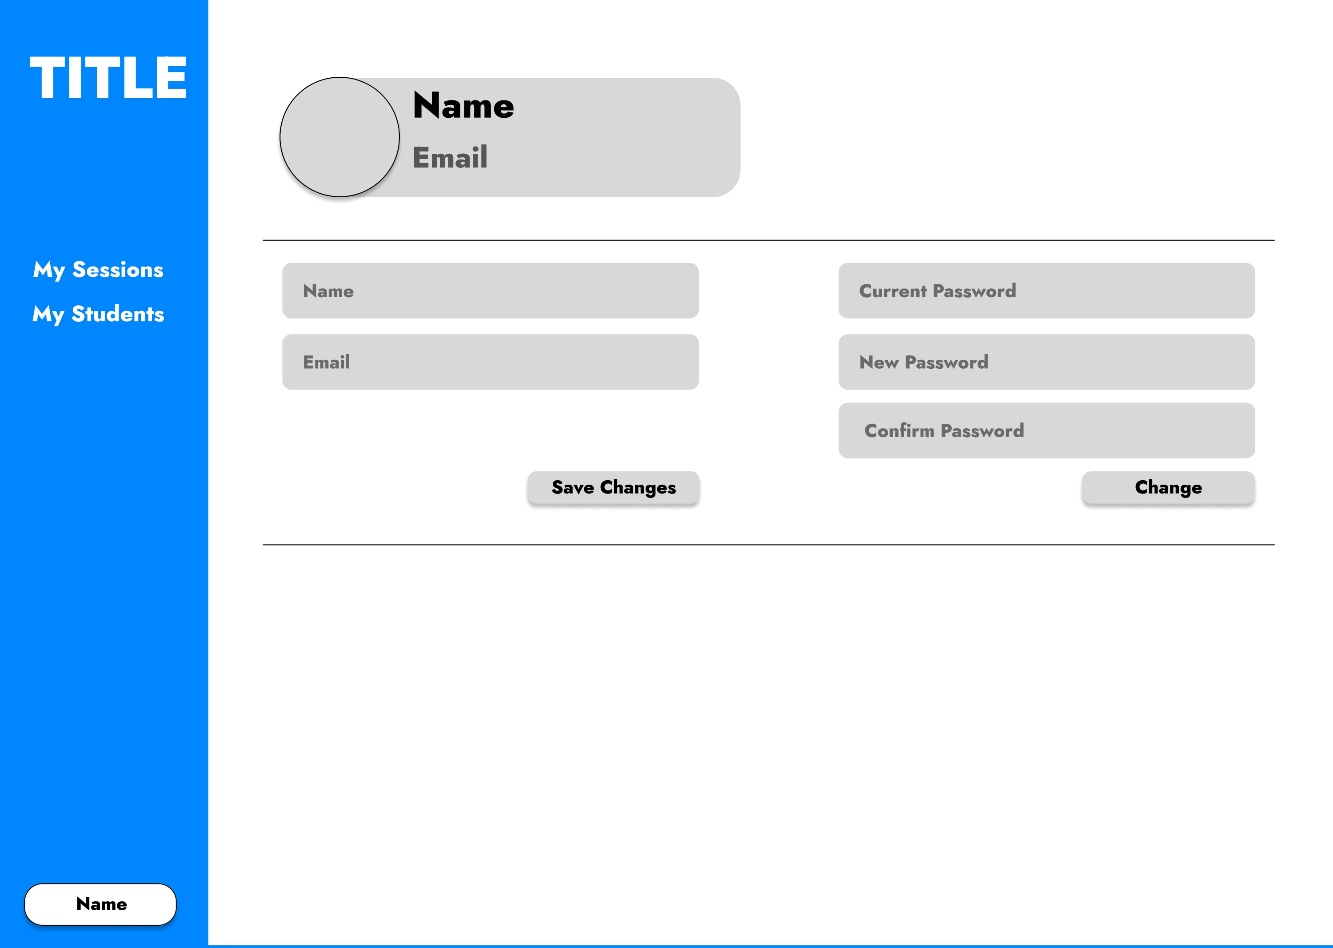 TITLE
My Sessions
My Students
Name
Name
Email
Name
Email
Save Changes
Current Password
New Password
Confirm Password
Change